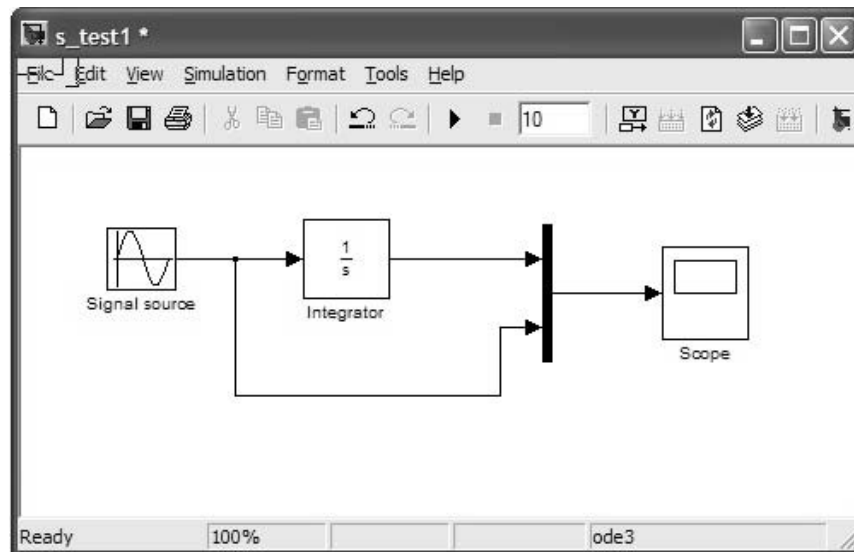 s_test1 *
File Edit View Simulation Format Tools Help
10
Signal source
1
s
Integrator
Scope
Ready 100% ode3